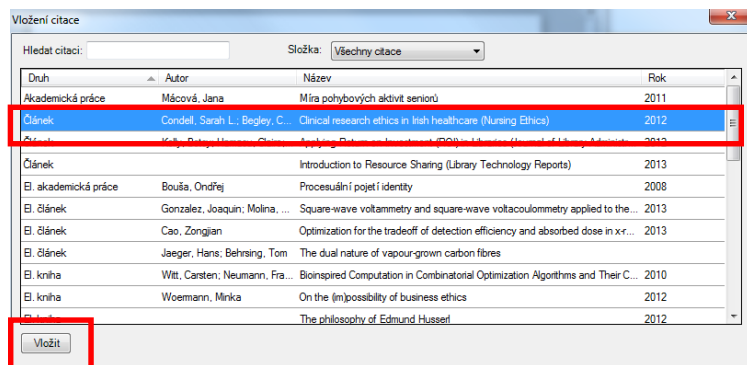 Vložení citace
Hledat citaci: Složka: Všechny citace
Druh Autor Název Rok
Akademická práce Mácová, Jana Míra pohybových aktivit seniorů 2011
Článek Condell, Sarah L.; Begley, C... Clinical research ethics in Irish healthcare (Nursing Ethics) 2012
Článek
Článek Introduction to Resource Sharing (Library Technology Reports) 2013
El. akademická práce Bouša, Ondřej Procesuální pojetí identity 2008
El. článek Gonzalez, Joaquin; Molina, ... Square-wave voltammetry and square-wave voltacoulommetry applied to the... 2013
El. článek Cao, Zongjian Optimization for the tradeoff of detection efficiency and absorbed dose in x-r... 2013
El. článek Jaeger, Hans; Behrsing, Tom The dual nature of vapour-grown carbon fibres
El. kniha Witt, Carsten; Neumann, Fra... Bioinspired Computation in Combinatorial Optimization Algorithms and Their C... 2010
El. kniha Woermann, Minka On the (im)possibility of business ethics 2012
El. kniha The philosophy of Edmund Husserl 2012
Vložit